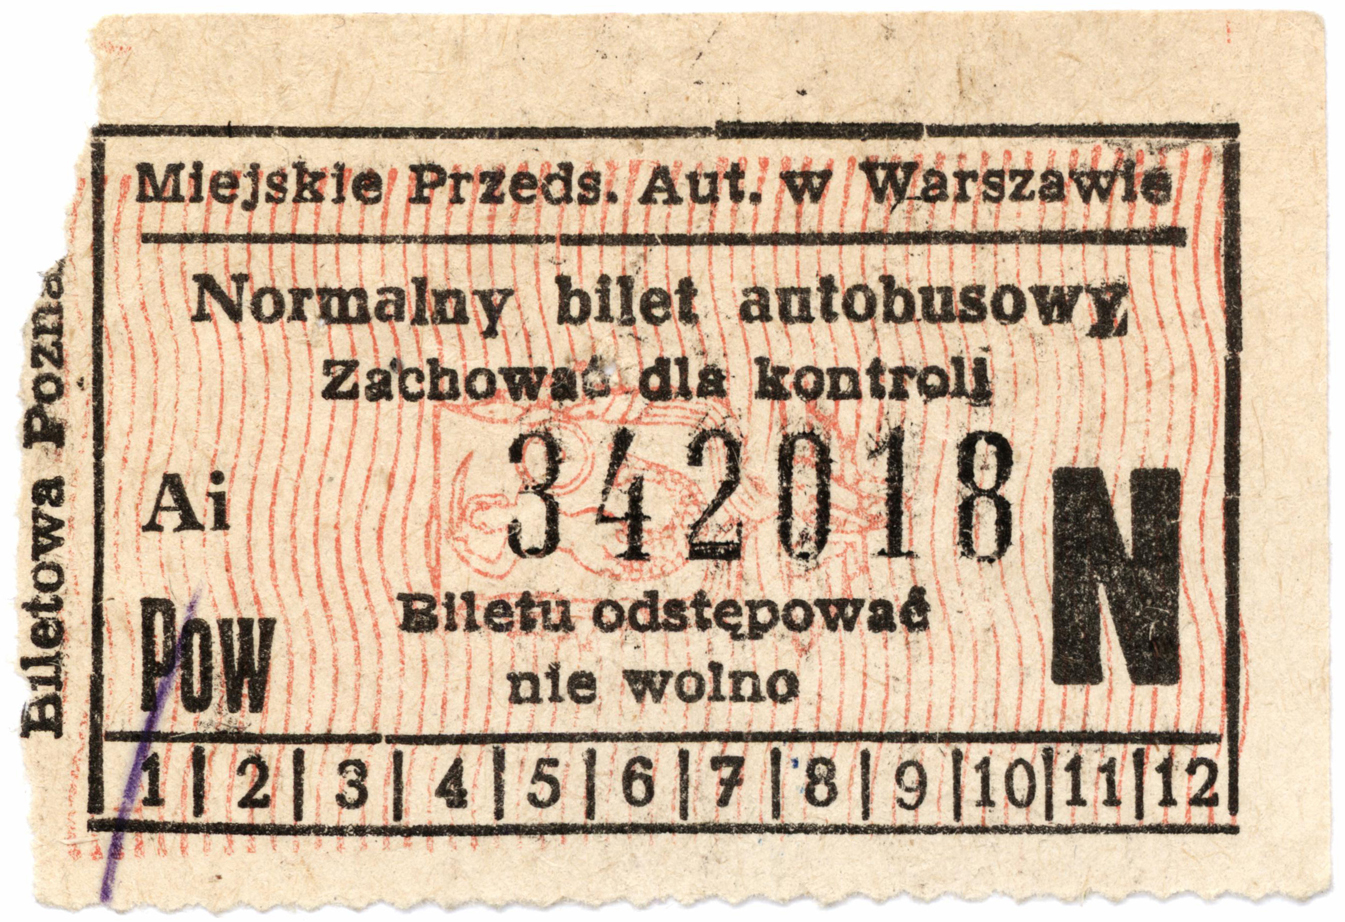 Miejskie Przeds. Aut. w Warszawie
Normalny bilet autobusowy
Zachować dla kontroli
342018
Ai
N
Pow
Biletu odstępować
nie wolno
1 | 2 | 3 | 4 | 5 | 6 | 7 | 8 | 9 | 10 | 11 | 12
Biletowa Pozna